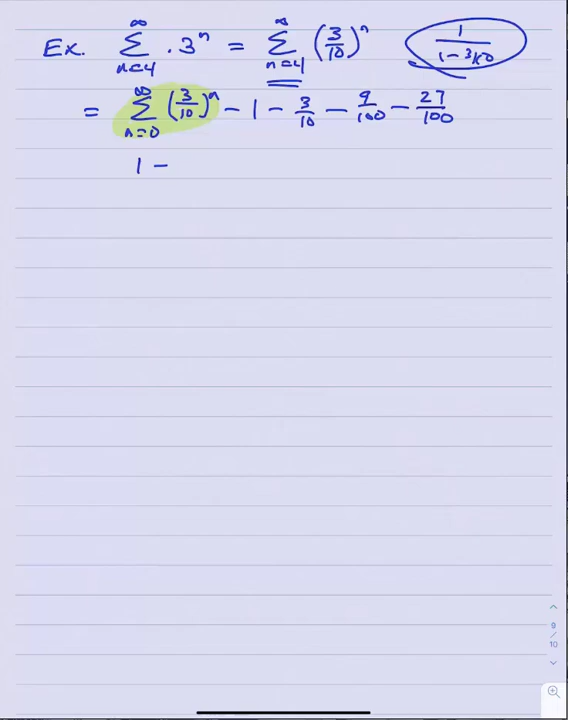 Ex. ∑_{n=4}^{∞} .3ⁿ = ∑_{n=4}^{∞} (3/10)ⁿ 1/(1-3/10)
= ∑_{n=0}^{∞} (3/10)ⁿ - 1 - 3/10 - 9/100 - 27/100
1 -
9
/
10